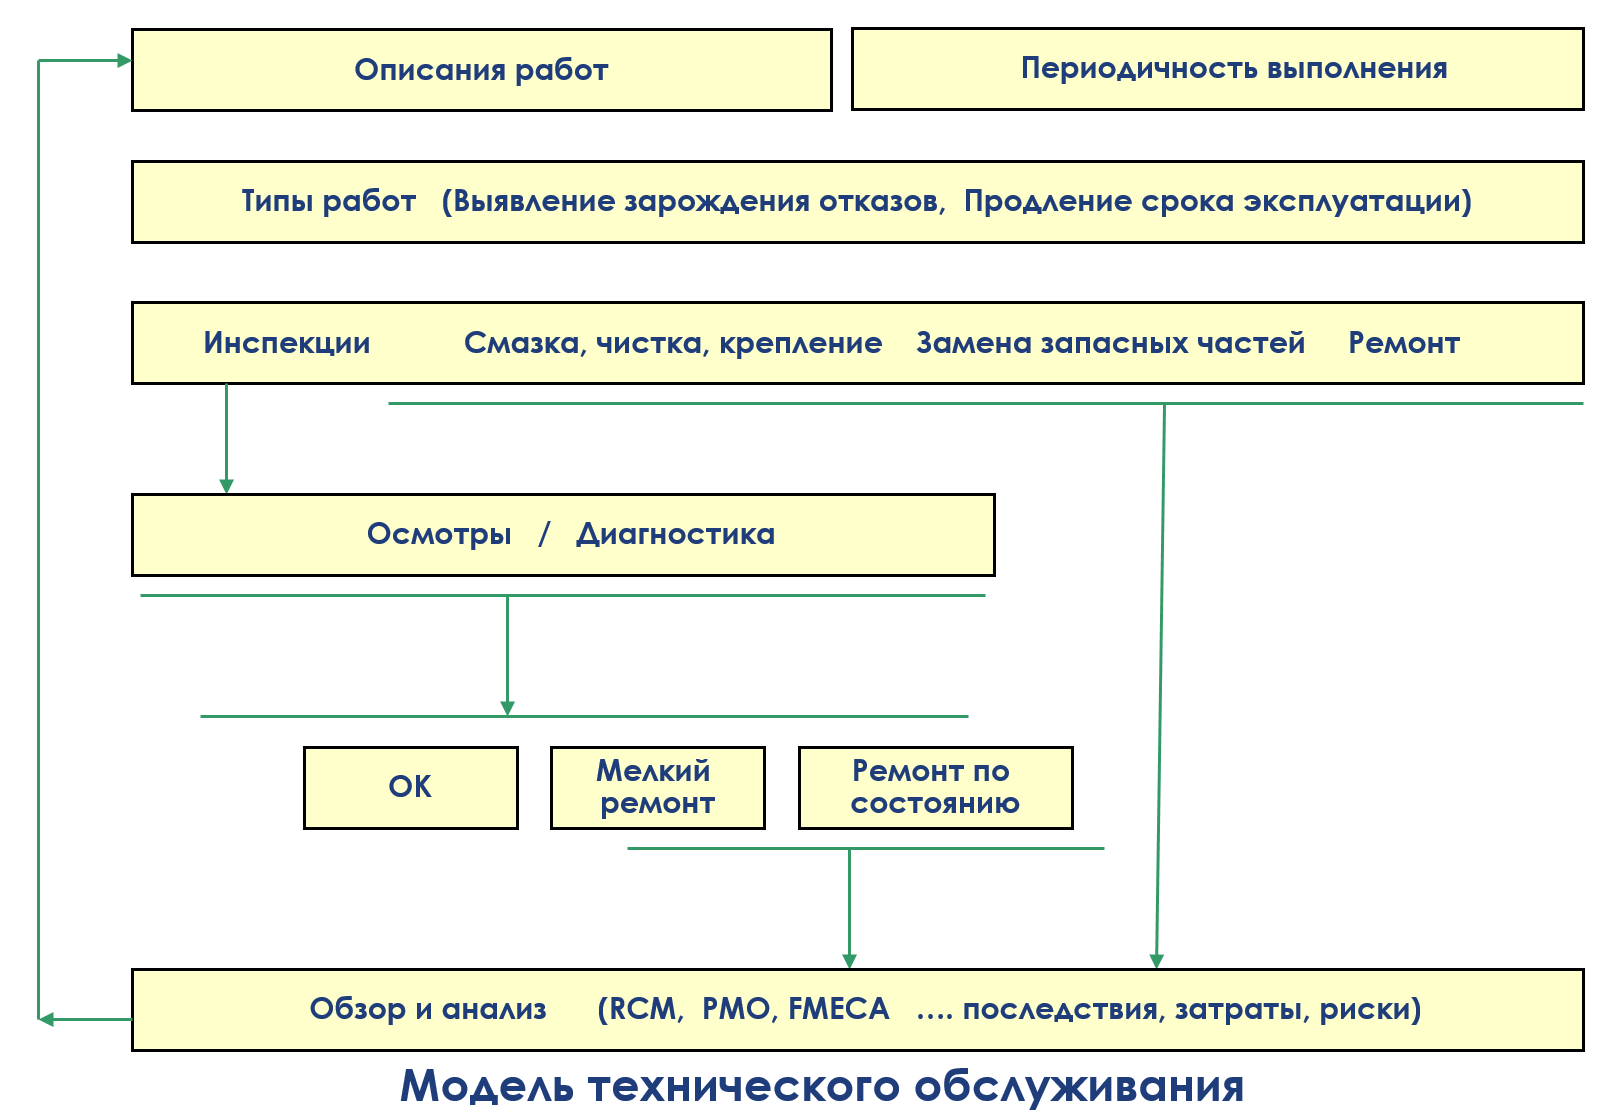 Описания работ
Периодичность выполнения
Типы работ (Выявление зарождения отказов, Продление срока эксплуатации)
Инспекции Смазка, чистка, крепление Замена запасных частей Ремонт
Осмотры / Диагностика
ОК
Мелкий
ремонт
Ремонт по
состоянию
Обзор и анализ (RCM, PMO, FMECA …. последствия, затраты, риски)
Модель технического обслуживания